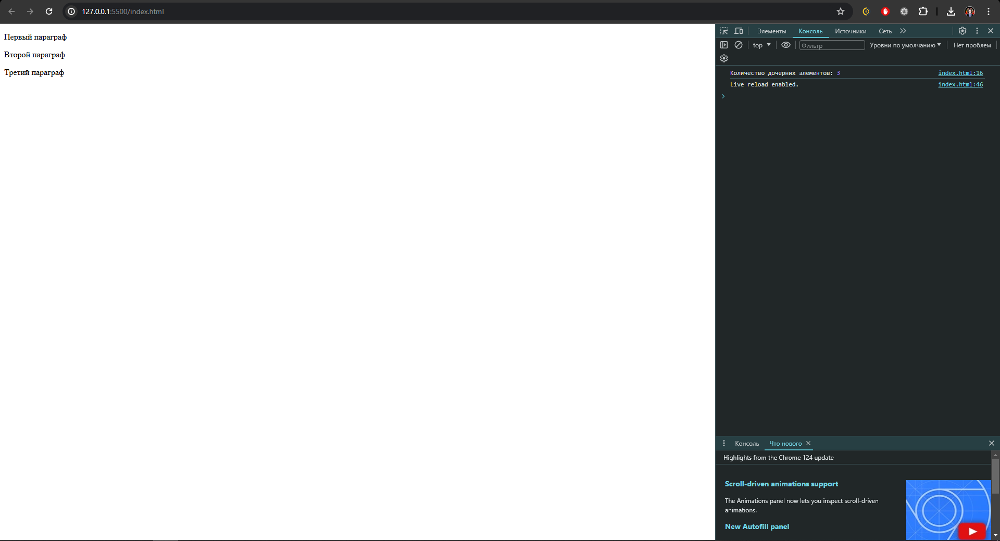 127.0.0.1:5500/index.html
Первый параграф
Второй параграф
Третий параграф
Элементы Консоль Источники Сеть
top Фильтр Уровни по умолчанию Нет проблем
Количество дочерних элементов: 3 index.html:16
Live reload enabled. index.html:46
Консоль Что нового
Highlights from the Chrome 124 update
Scroll-driven animations support
The Animations panel now lets you inspect scroll-driven
animations.
New Autofill panel